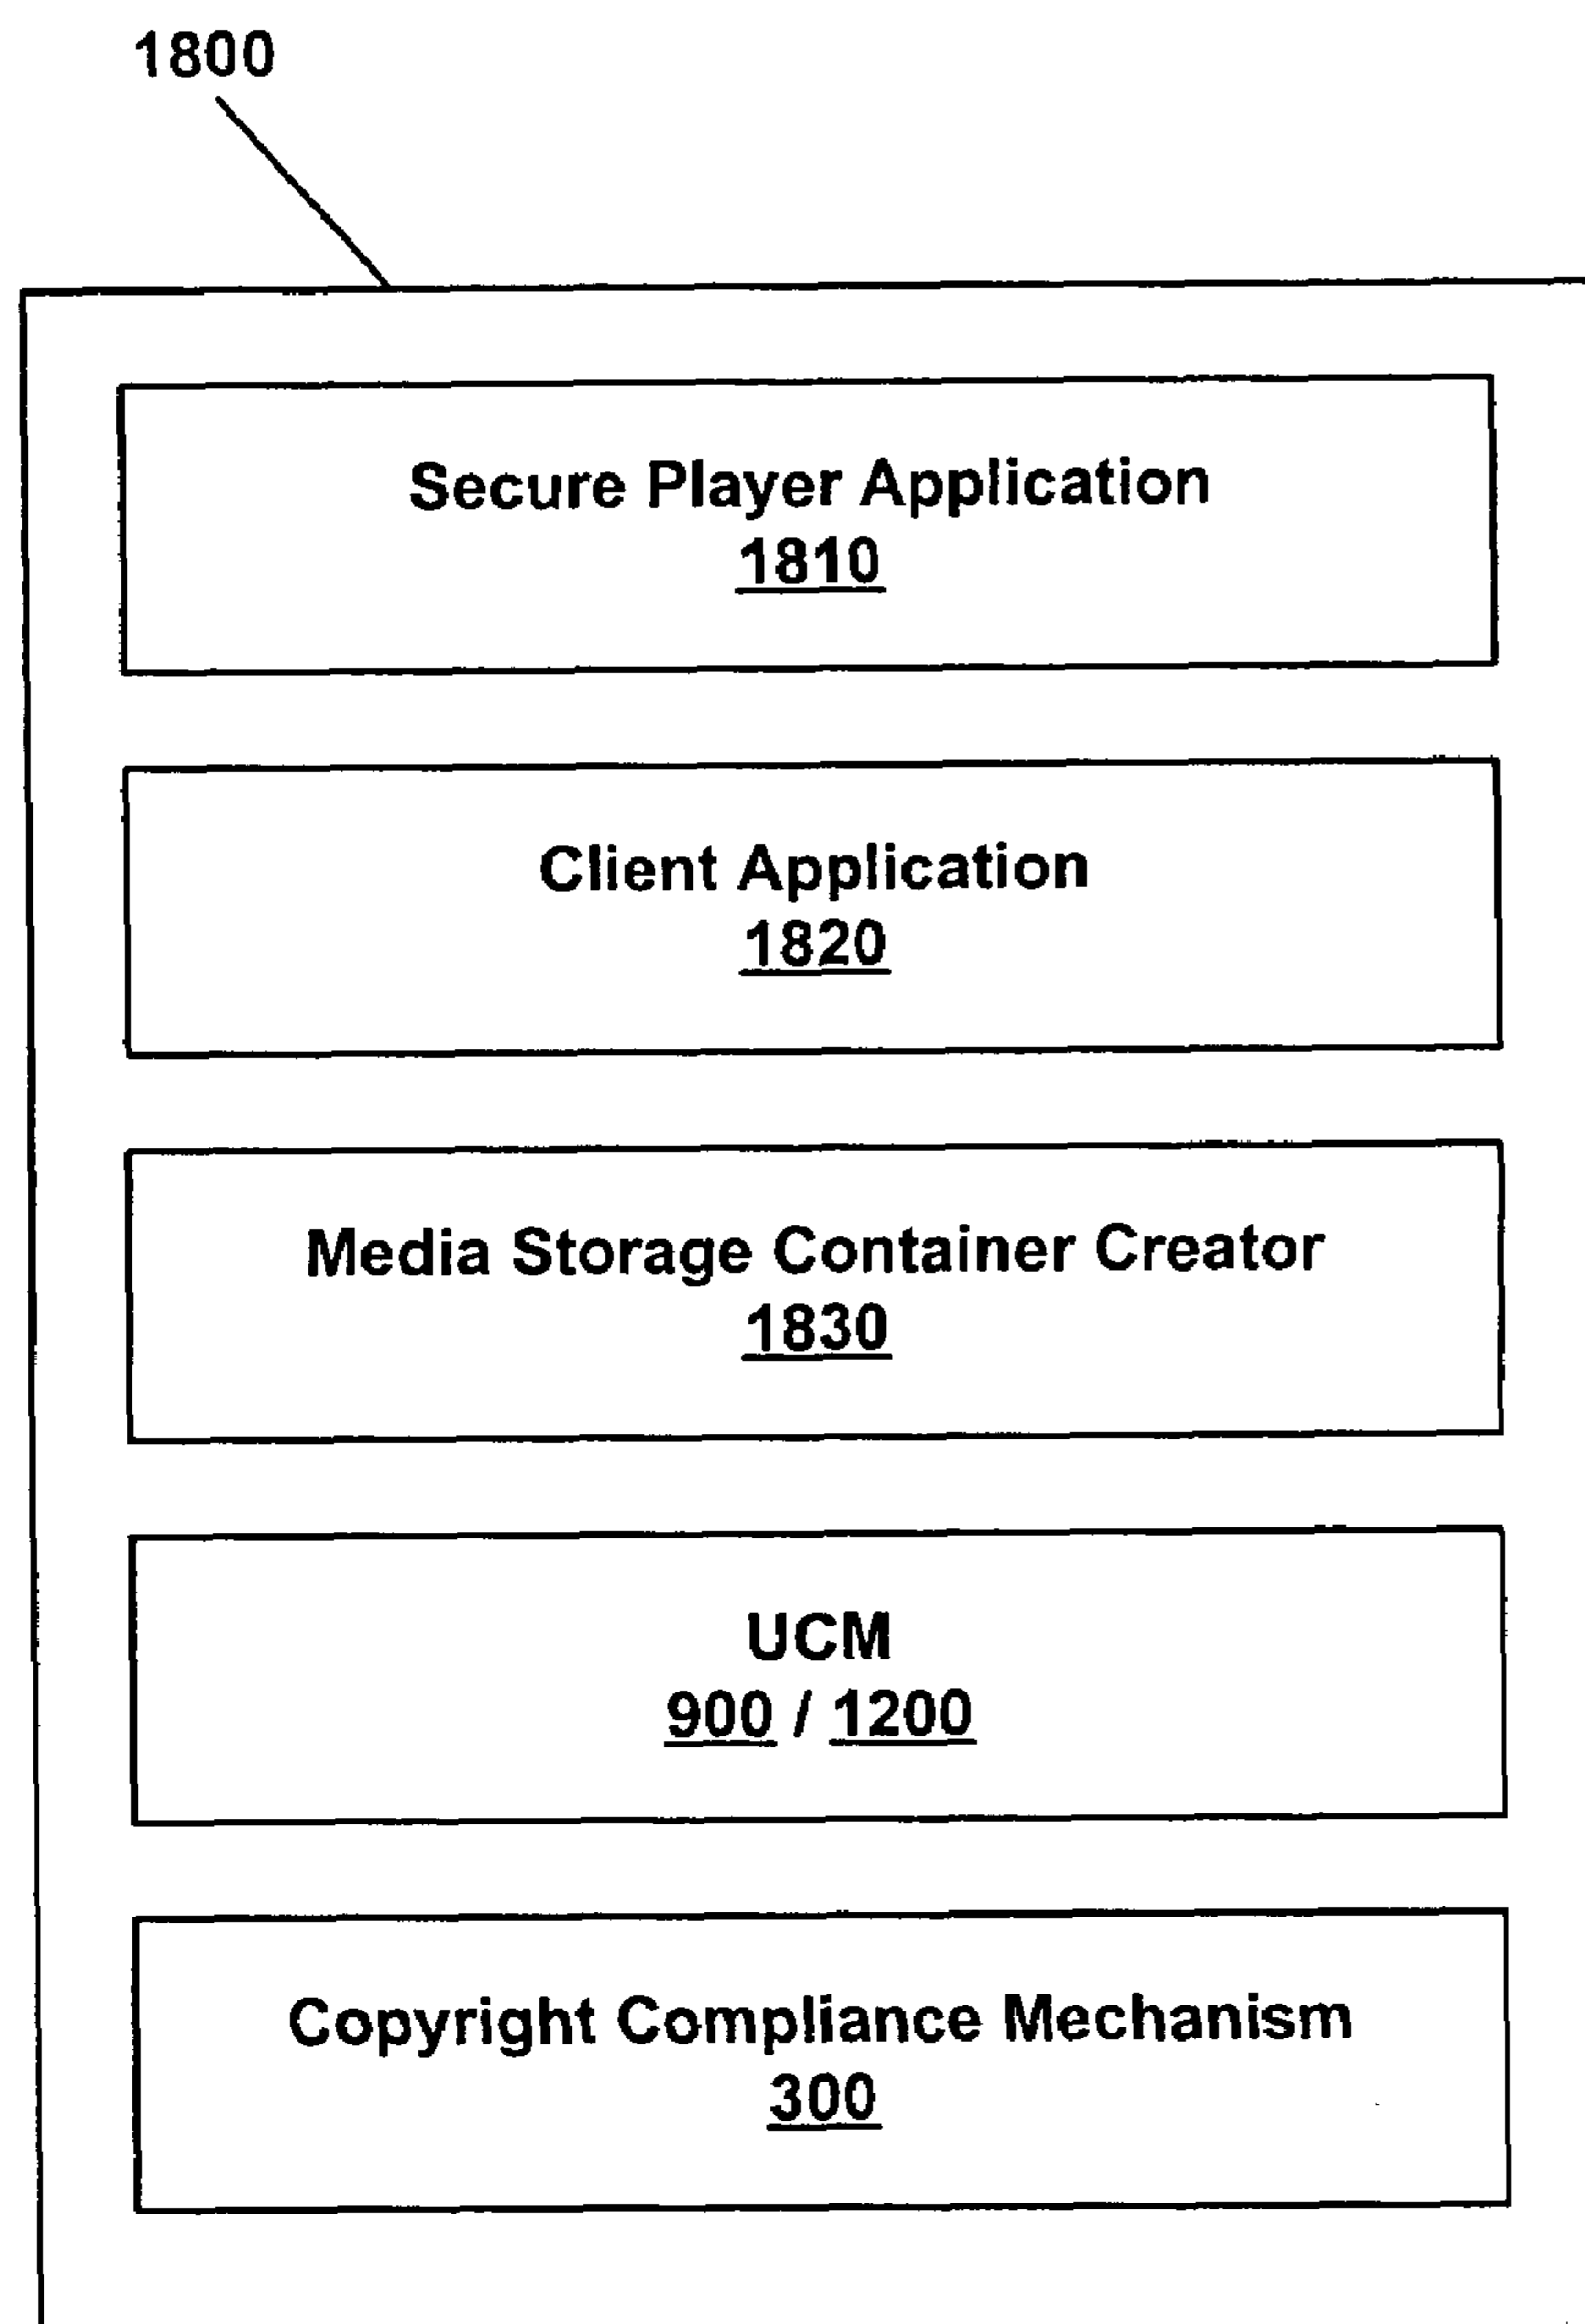 1800
Secure Player Application
1810
Client Application
1820
Media Storage Container Creator
1830
UCM
900 / 1200
Copyright Compliance Mechanism
300